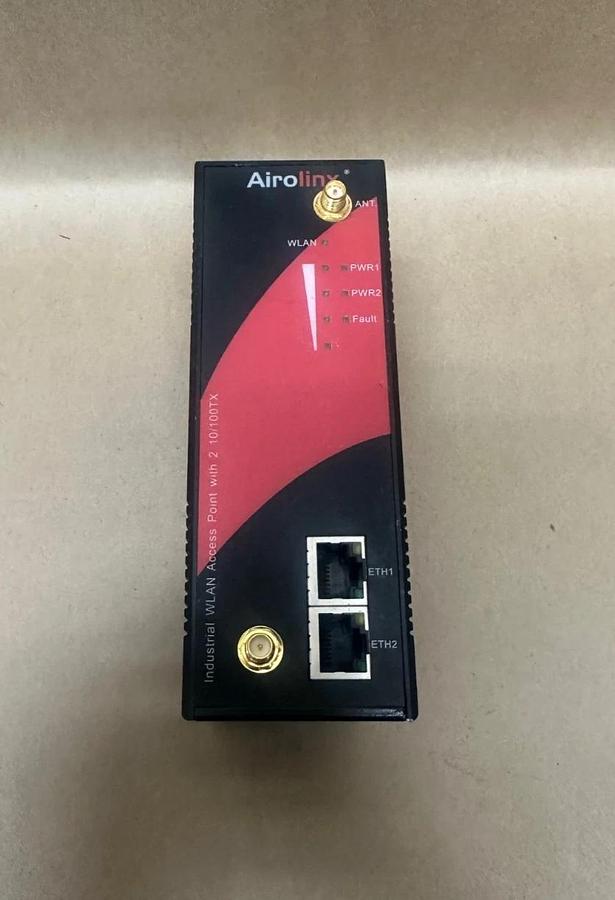 Airolinx®
ANT.
WLAN
PWR1
PWR2
Fault
Industrial WLAN Access Point with 2 10/100TX
ETH1
ETH2